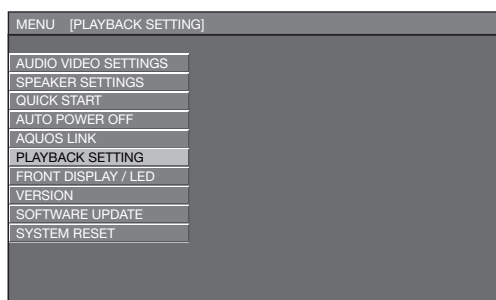 MENU [PLAYBACK SETTING]
AUDIO VIDEO SETTINGS
SPEAKER SETTINGS
QUICK START
AUTO POWER OFF
AQUOS LINK
PLAYBACK SETTING
FRONT DISPLAY / LED
VERSION
SOFTWARE UPDATE
SYSTEM RESET